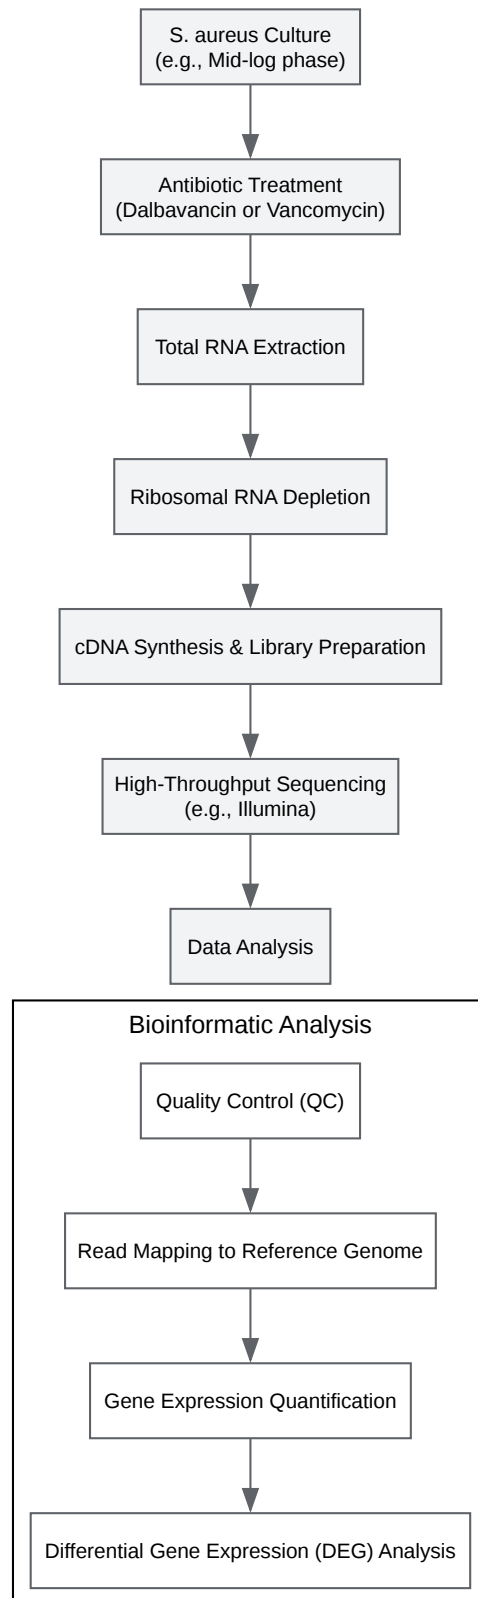 S. aureus Culture
(e.g., Mid-log phase)
Antibiotic Treatment
(Dalbavancin or Vancomycin)
Total RNA Extraction
Ribosomal RNA Depletion
cDNA Synthesis & Library Preparation
High-Throughput Sequencing
(e.g., Illumina)
Data Analysis
Bioinformatic Analysis
Quality Control (QC)
Read Mapping to Reference Genome
Gene Expression Quantification
Differential Gene Expression (DEG) Analysis